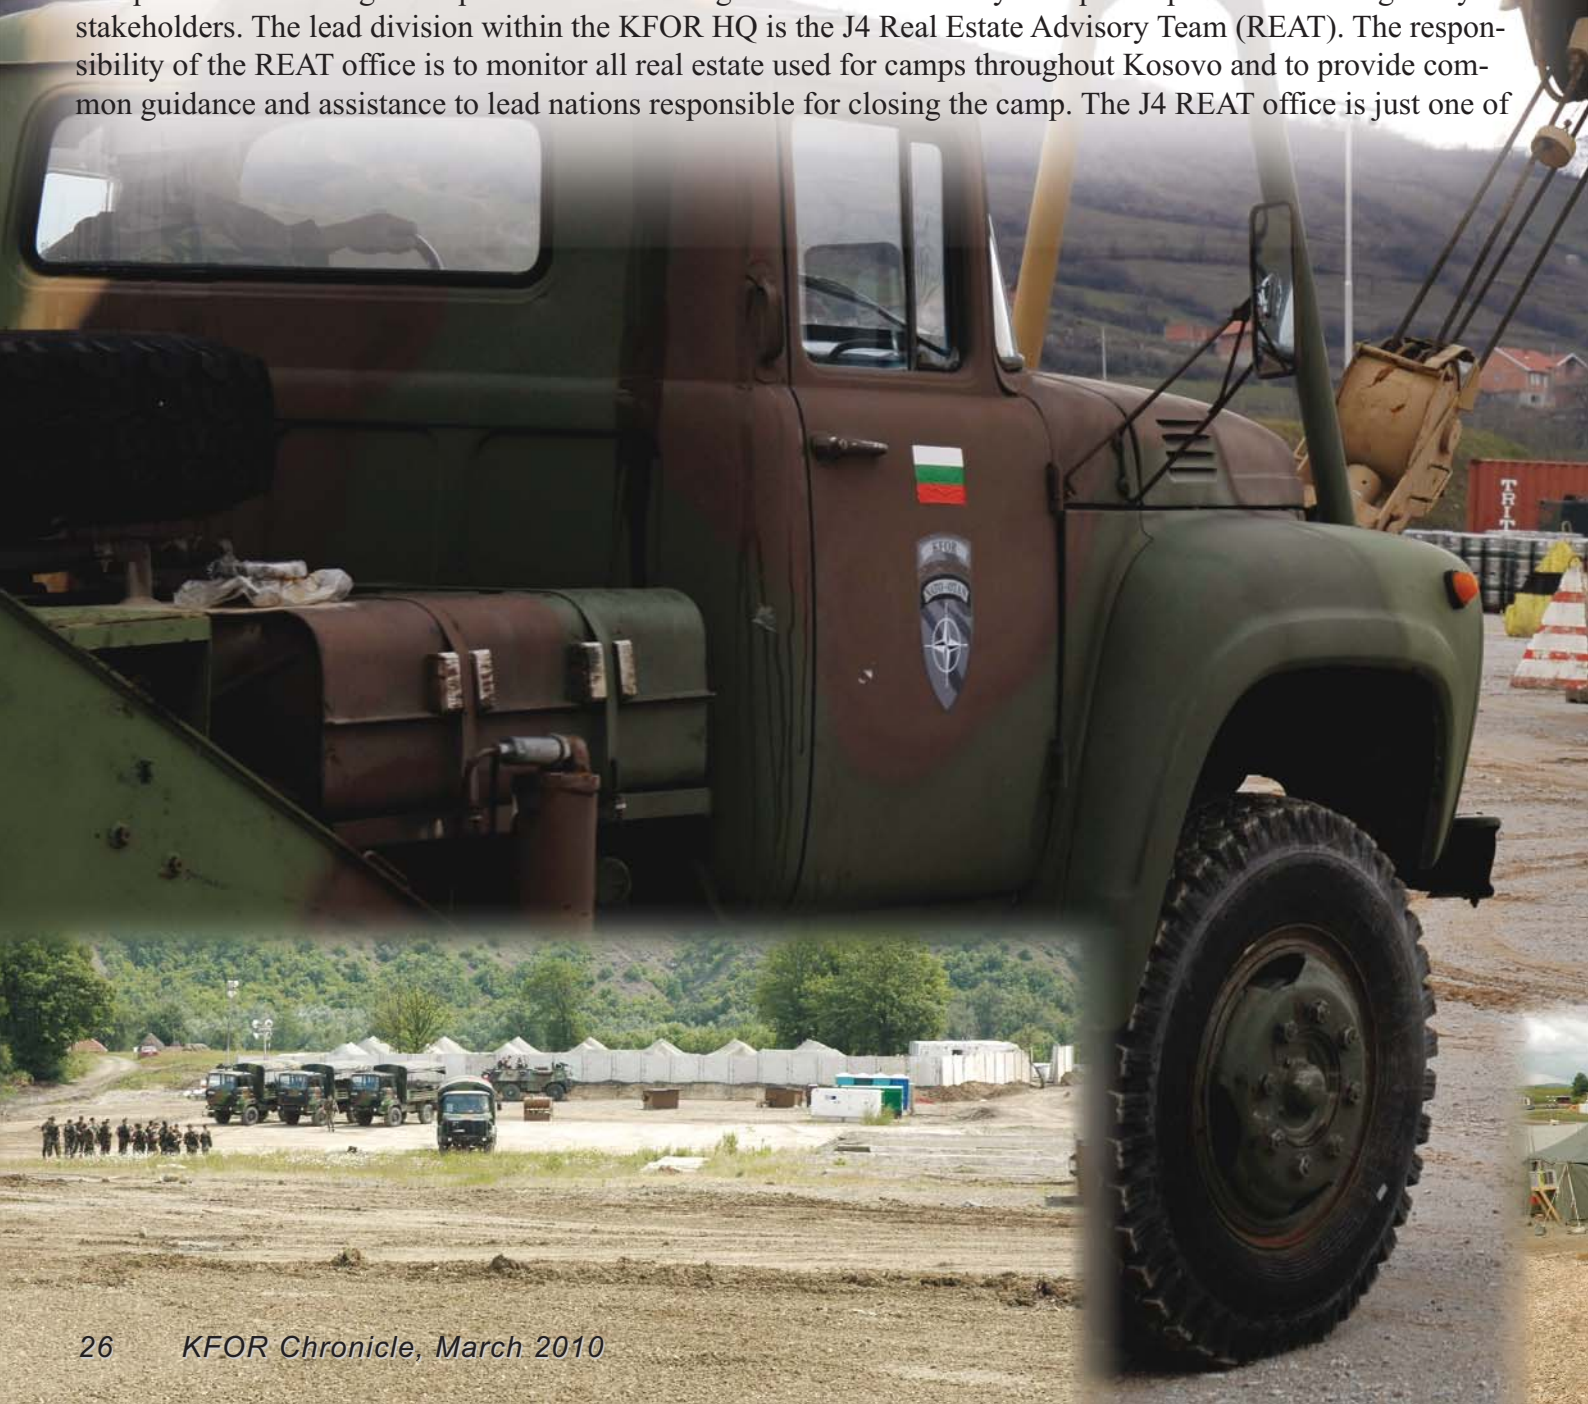 stakeholders. The lead division within the KFOR HQ is the J4 Real Estate Advisory Team (REAT). The respon-
sibility of the REAT office is to monitor all real estate used for camps throughout Kosovo and to provide com-
mon guidance and assistance to lead nations responsible for closing the camp. The J4 REAT office is just one of
KFOR
NATO-OTAN
TRIT
26 KFOR Chronicle, March 2010